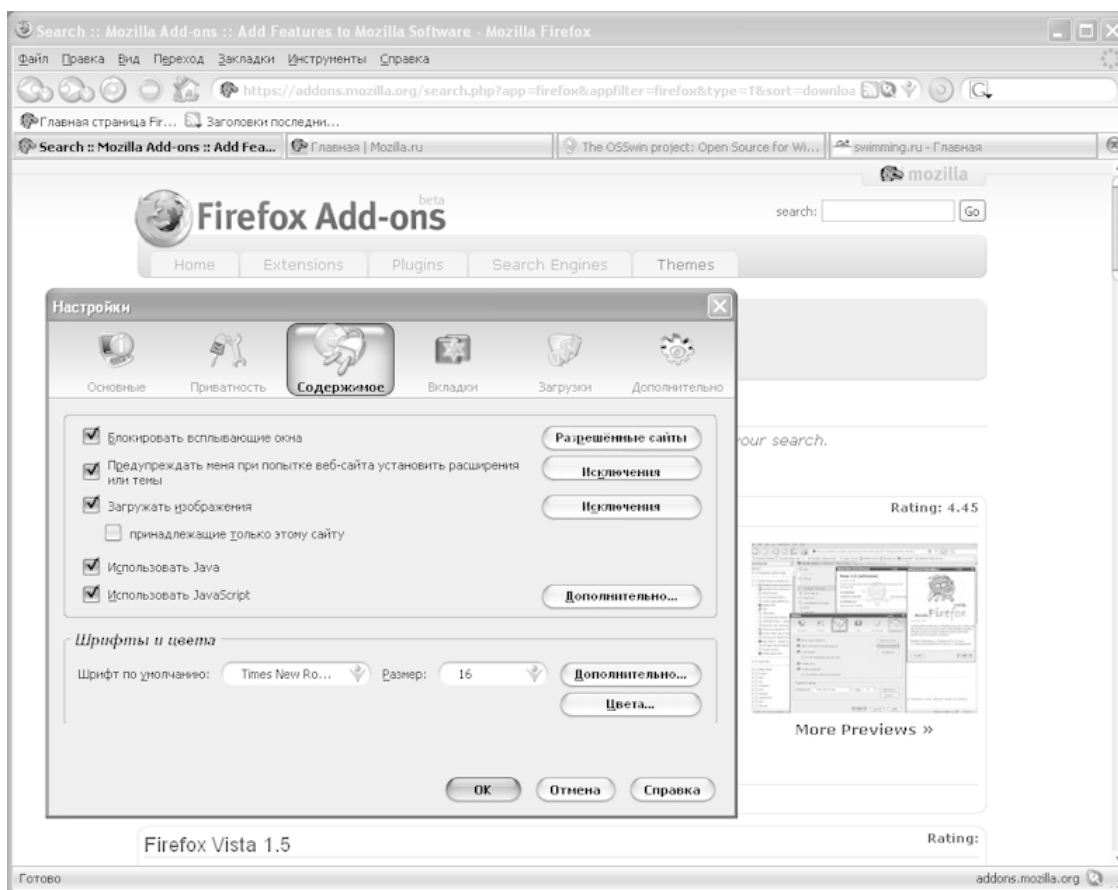 Search :: Mozilla Add-ons :: Add Features to Mozilla Software - Mozilla Firefox
Файл Правка Вид Переход Закладки Инструменты Справка
https://addons.mozilla.org/search.php?app=firefox&appfilter=firefox&type=T&sort=downloa
Главная страница Fir... Заголовки последни...
Search :: Mozilla Add-ons :: Add Fea... Главная | Mozilla.ru The OSSwin project: Open Source for Wi... swimming.ru - Главная
mozilla
beta
Firefox Add-ons
search: Go
Home Extensions Plugins Search Engines Themes
Настройки
Основные Приватность Содержимое Вкладки Загрузки Дополнительно
Блокировать всплывающие окна Разрешённые сайты
your search.
Предупреждать меня при попытке веб-сайта установить расширения
или темы
Исключения
Загружать изображения Исключения
Rating: 4.45
принадлежащие только этому сайту
Использовать Java
Использовать JavaScript Дополнительно...
Шрифты и цвета
Шрифт по умолчанию: Times New Ro... Размер: 16 Дополнительно...
Цвета...
More Previews »
OK Отмена Справка
Firefox Vista 1.5 Rating:
Готово addons.mozilla.org